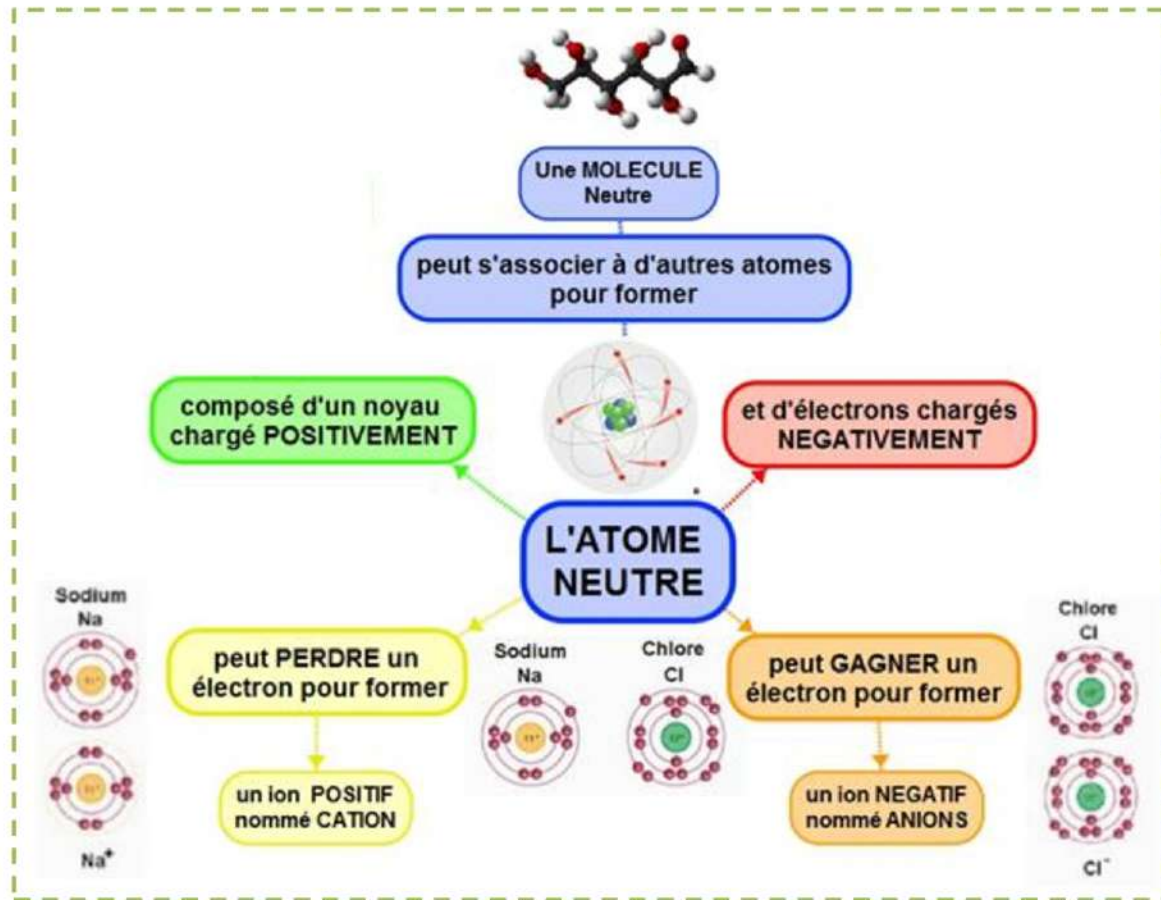 Une MOLECULE
Neutre
peut s'associer à d'autres atomes
pour former
composé d'un noyau
chargé POSITIVEMENT
et d'électrons chargés
NEGATIVEMENT
L'ATOME
NEUTRE
Sodium
Na
peut PERDRE un
électron pour former
Sodium
Na
Chlore
Cl
peut GAGNER un
électron pour former
Chlore
Cl
un ion POSITIF
nommé CATION
un ion NEGATIF
nommé ANIONS
Na⁺
Cl⁻